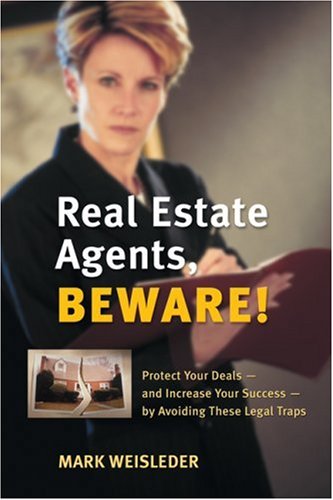 Real Estate
Agents,
BEWARE!
Protect Your Deals —
and Increase Your Success —
by Avoiding These Legal Traps
MARK WEISLEDER